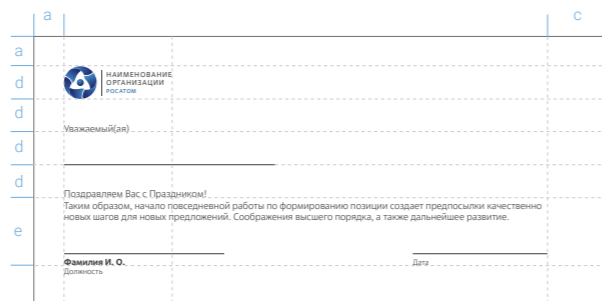 a
c
a
d
НАИМЕНОВАНИЕ
ОРГАНИЗАЦИИ
РОСАТОМ
d
d
Уважаемый(ая)
d
Поздравляем Вас с Праздником!
Таким образом, начало повседневной работы по формированию позиции создает предпосылки качественно
новых шагов для новых предложений. Соображения высшего порядка, а также дальнейшее развитие.
e
Фамилия И. О.
Дата
Должность